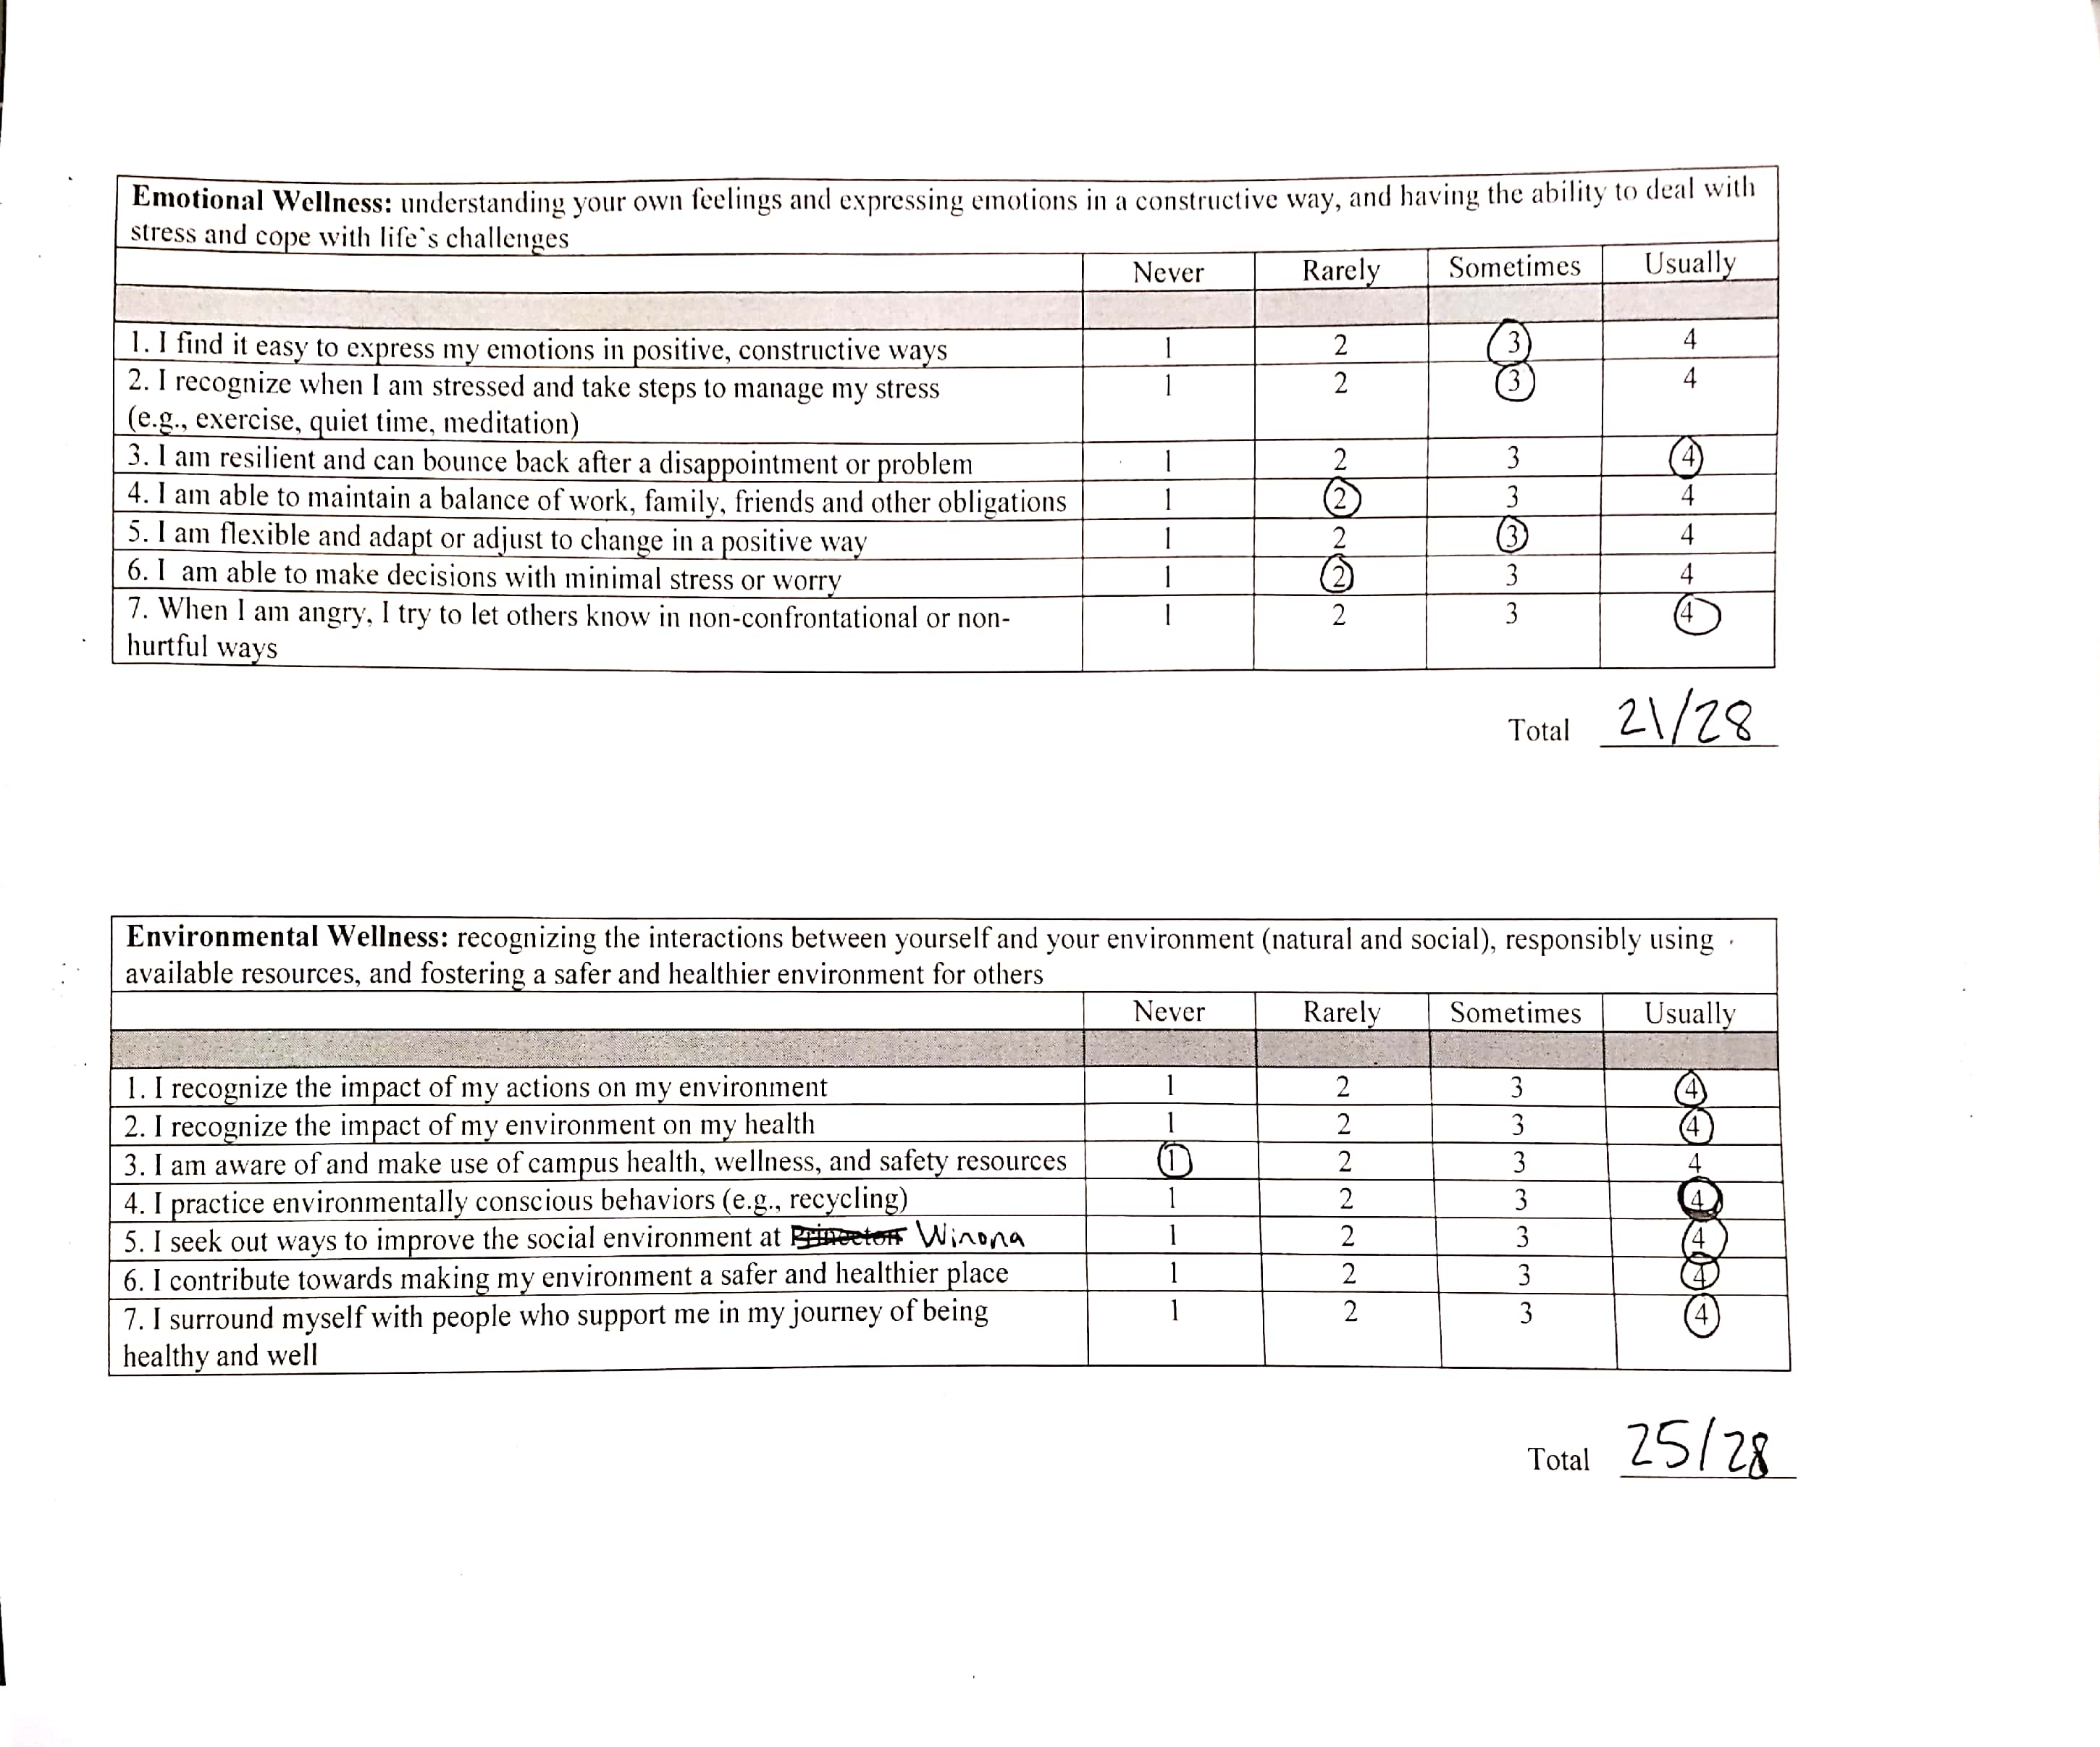 Emotional Wellness: understanding your own feelings and expressing emotions in a constructive way, and having the ability to deal with
stress and cope with life's challenges
Never Rarely Sometimes Usually
1. I find it easy to express my emotions in positive, constructive ways 1 2 3 4
2. I recognize when I am stressed and take steps to manage my stress 1 2 3 4
(e.g., exercise, quiet time, meditation)
3. I am resilient and can bounce back after a disappointment or problem 1 2 3 4
4. I am able to maintain a balance of work, family, friends and other obligations 1 2 3 4
5. I am flexible and adapt or adjust to change in a positive way 1 2 3 4
6. I am able to make decisions with minimal stress or worry 1 2 3 4
7. When I am angry, I try to let others know in non-confrontational or non- 1 2 3 4
hurtful ways
Total 21/28
Environmental Wellness: recognizing the interactions between yourself and your environment (natural and social), responsibly using
available resources, and fostering a safer and healthier environment for others
Never Rarely Sometimes Usually
1. I recognize the impact of my actions on my environment 1 2 3 4
2. I recognize the impact of my environment on my health 1 2 3 4
3. I am aware of and make use of campus health, wellness, and safety resources 1 2 3 4
4. I practice environmentally conscious behaviors (e.g., recycling) 1 2 3 4
5. I seek out ways to improve the social environment at Princeton Winona 1 2 3 4
6. I contribute towards making my environment a safer and healthier place 1 2 3 4
7. I surround myself with people who support me in my journey of being 1 2 3 4
healthy and well
Total 25/28